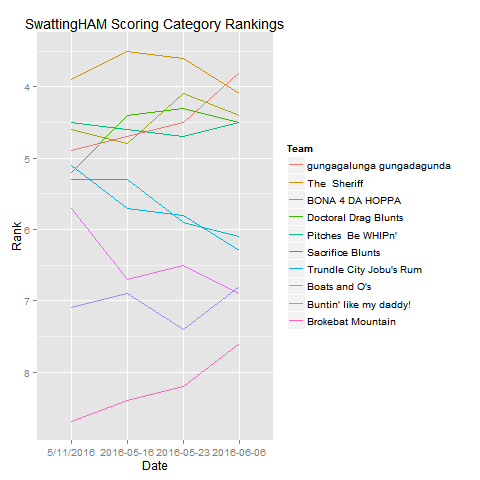 SwattingHAM Scoring Category Rankings
4
5
6
7
8
Rank
5/11/2016 2016-05-16 2016-05-23 2016-06-06
Date
Team
gungagalunga gungadagunda
The Sheriff
BONA 4 DA HOPPA
Doctoral Drag Blunts
Pitches Be WHIPn'
Sacrifice Blunts
Trundle City Jobu's Rum
Boats and O's
Buntin' like my daddy!
Brokebat Mountain